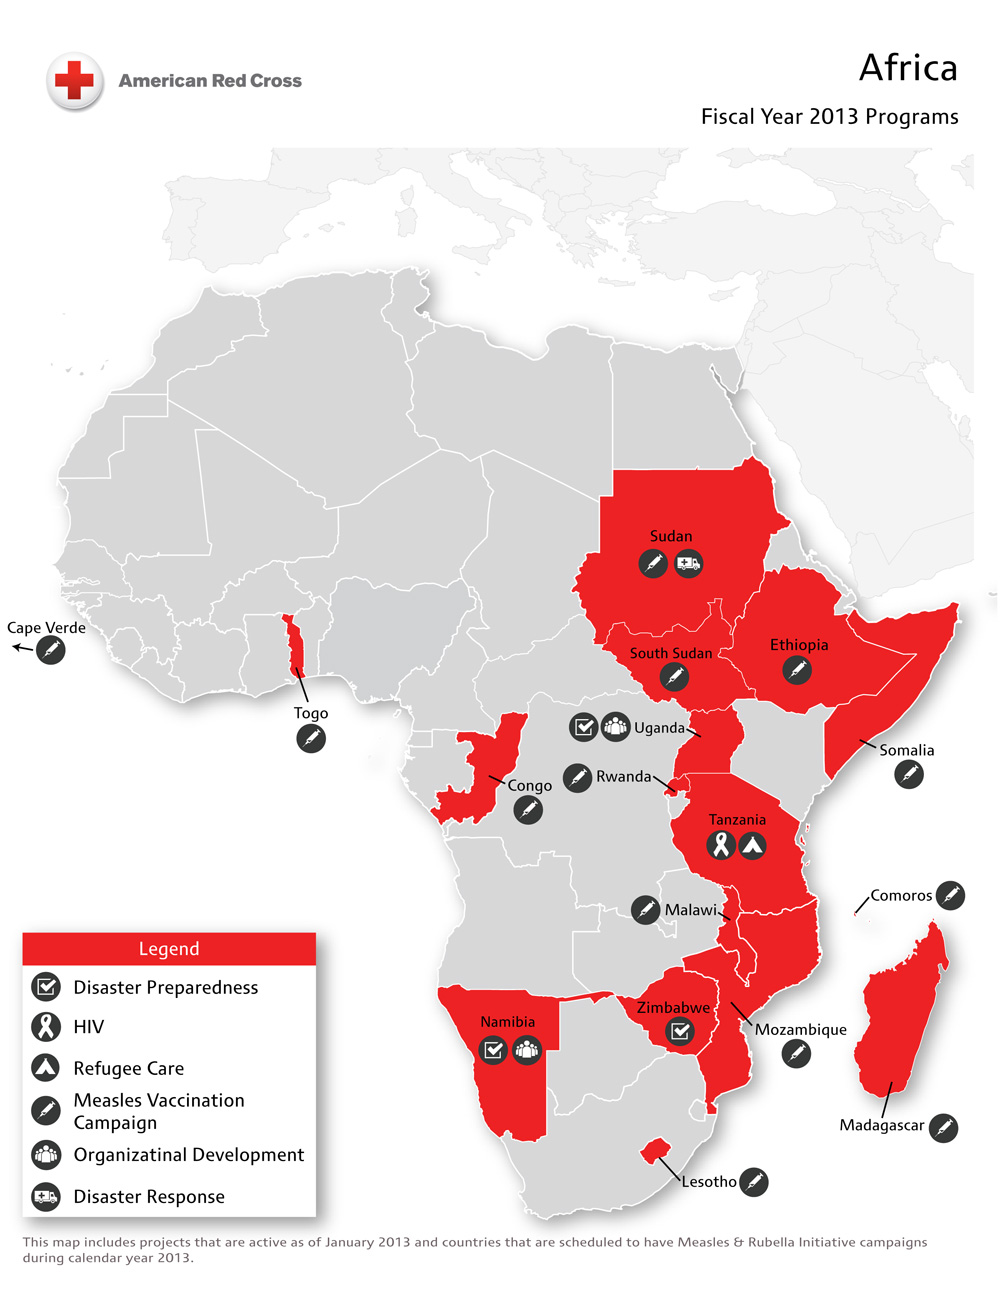 American Red Cross
Africa
Fiscal Year 2013 Programs
Sudan
Cape Verde
South Sudan
Ethiopia
Togo
Uganda
Somalia
Rwanda
Congo
Tanzania
Comoros
Malawi
Legend
Disaster Preparedness
HIV
Refugee Care
Measles Vaccination
Campaign
Organizatinal Development
Disaster Response
Zimbabwe
Namibia
Mozambique
Madagascar
Lesotho
This map includes projects that are active as of January 2013 and countries that are scheduled to have Measles & Rubella Initiative campaigns
during calendar year 2013.